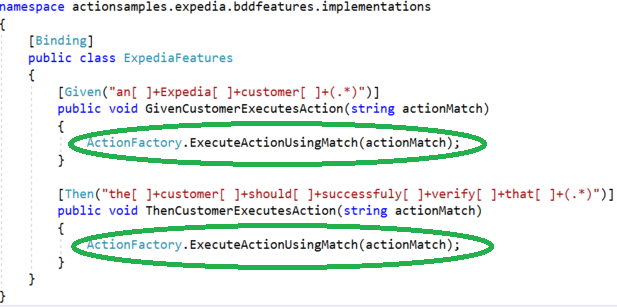 namespace actionsamples.expedia.bddfeatures.implementations
{
[Binding]
public class ExpediaFeatures
{
[Given("an[ ]+Expedia[ ]+customer[ ]+(.*)")]
public void GivenCustomerExecutesAction(string actionMatch)
{
ActionFactory.ExecuteActionUsingMatch(actionMatch);
}
[Then("the[ ]+customer[ ]+should[ ]+successfuly[ ]+verify[ ]+that[ ]+(.*)")]
public void ThenCustomerExecutesAction(string actionMatch)
{
ActionFactory.ExecuteActionUsingMatch(actionMatch);
}
}
}